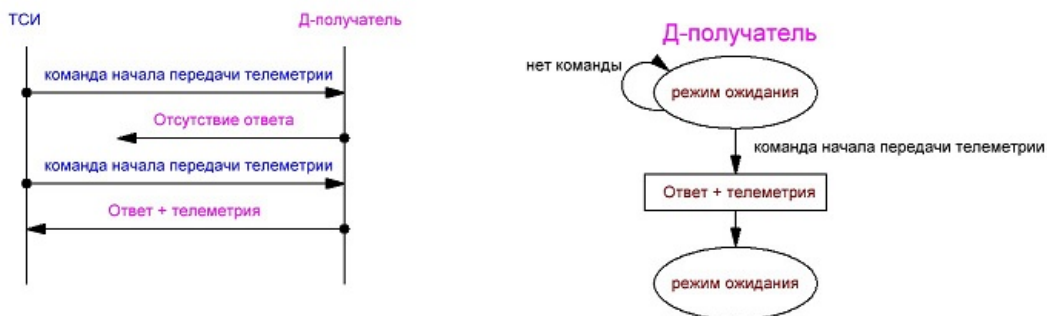 ТСИ
Д-получатель
команда начала передачи телеметрии
Отсутствие ответа
команда начала передачи телеметрии
Ответ + телеметрия
Д-получатель
нет команды
режим ожидания
команда начала передачи телеметрии
Ответ + телеметрия
режим ожидания